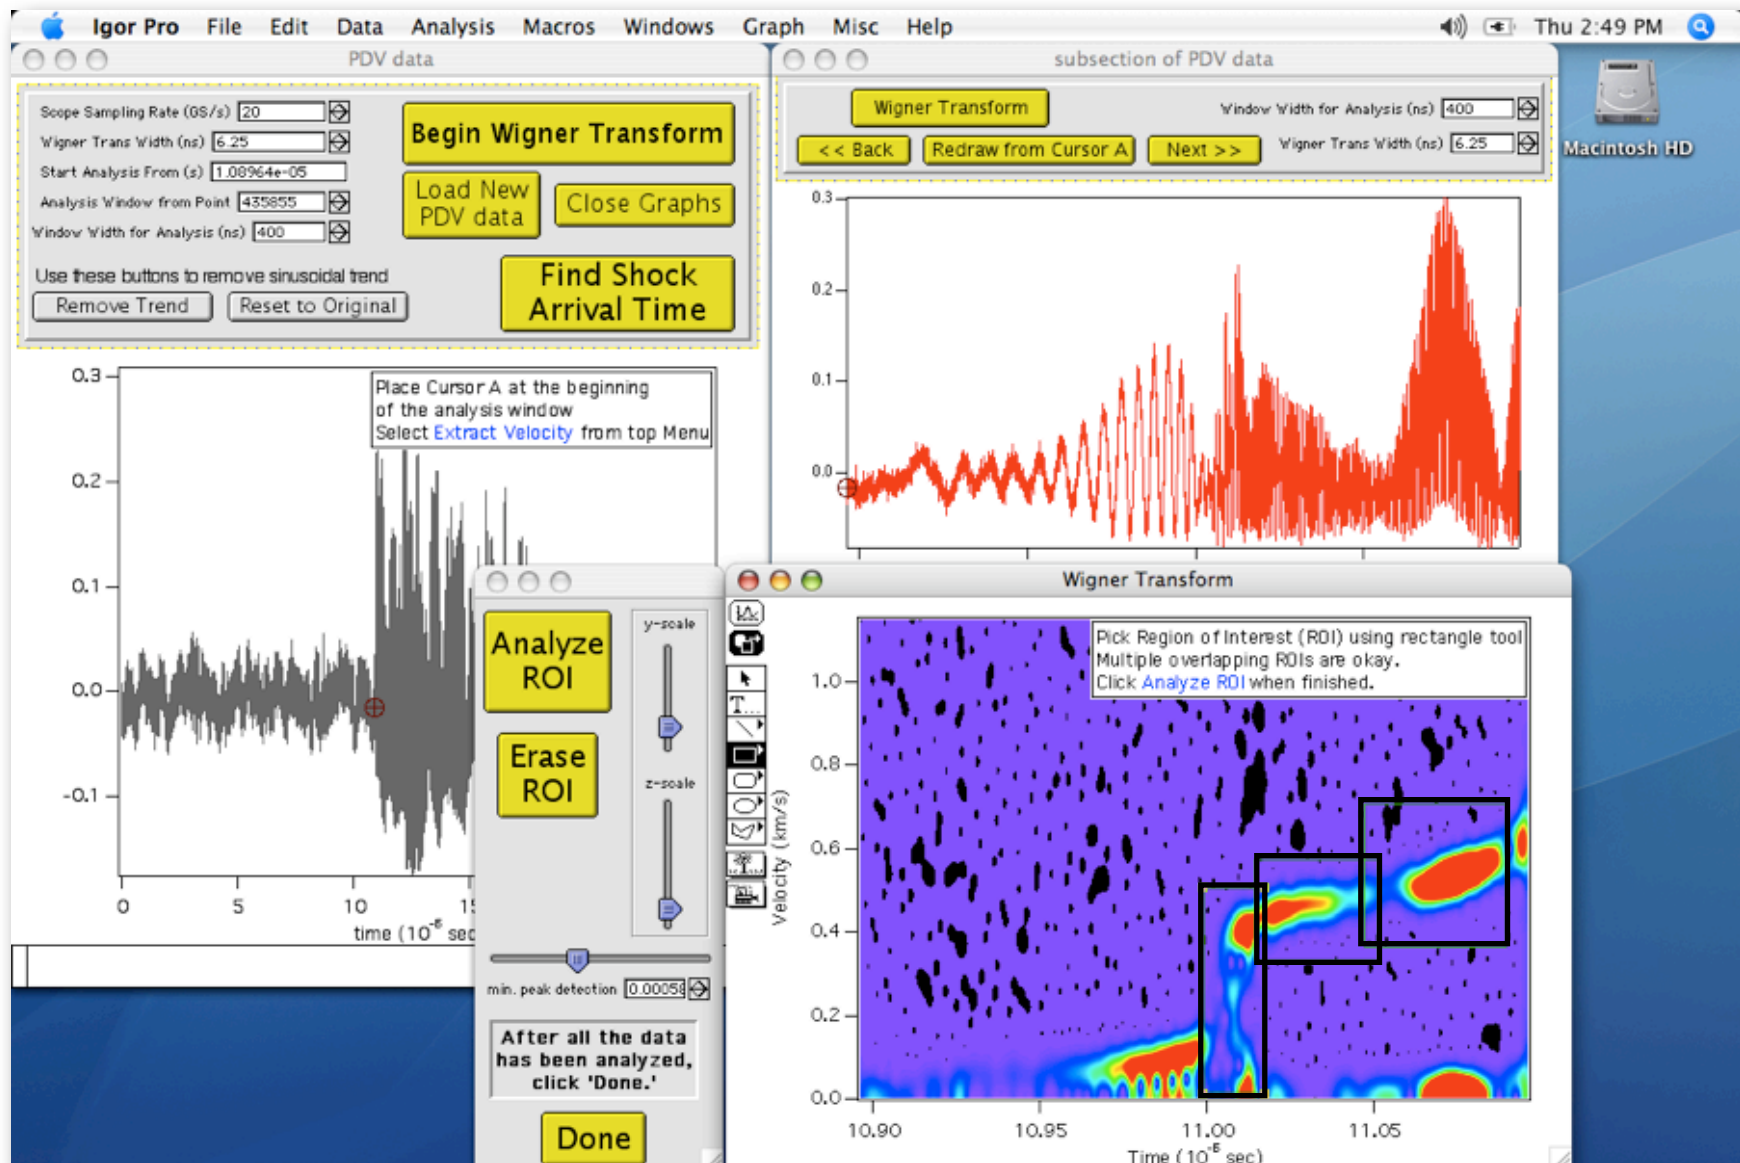 Igor Pro File Edit Data Analysis Macros Windows Graph Misc Help Thu 2:49 PM
PDV data
Scope Sampling Rate (GS/s) 20
Wigner Trans Width (ns) 6.25
Start Analysis From (s) 1.08964e-05
Analysis Window from Point 435855
Window Width for Analysis (ns) 400
Begin Wigner Transform
Load New
PDV data
Close Graphs
Use these buttons to remove sinusoidal trend
Remove Trend Reset to Original
Find Shock
Arrival Time
0.3
0.2
0.1
0.0
-0.1
Place Cursor A at the beginning
of the analysis window
Select Extract Velocity from top Menu
0 5 10
subsection of PDV data
Wigner Transform
<< Back Redraw from Cursor A Next >>
Window Width for Analysis (ns) 400
Wigner Trans Width (ns) 6.25
0.3
0.2
0.1
0.0
Macintosh HD
Analyze
ROI
Erase
ROI
y-scale
z-scale
min. peak detection 0.00058
After all the data
has been analyzed,
click 'Done.'
Done
Wigner Transform
T...
Pick Region of Interest (ROI) using rectangle tool
Multiple overlapping ROIs are okay.
Click Analyze ROI when finished.
Velocity (km/s)
1.0
0.8
0.6
0.4
0.2
0.0
10.90 10.95 11.00 11.05